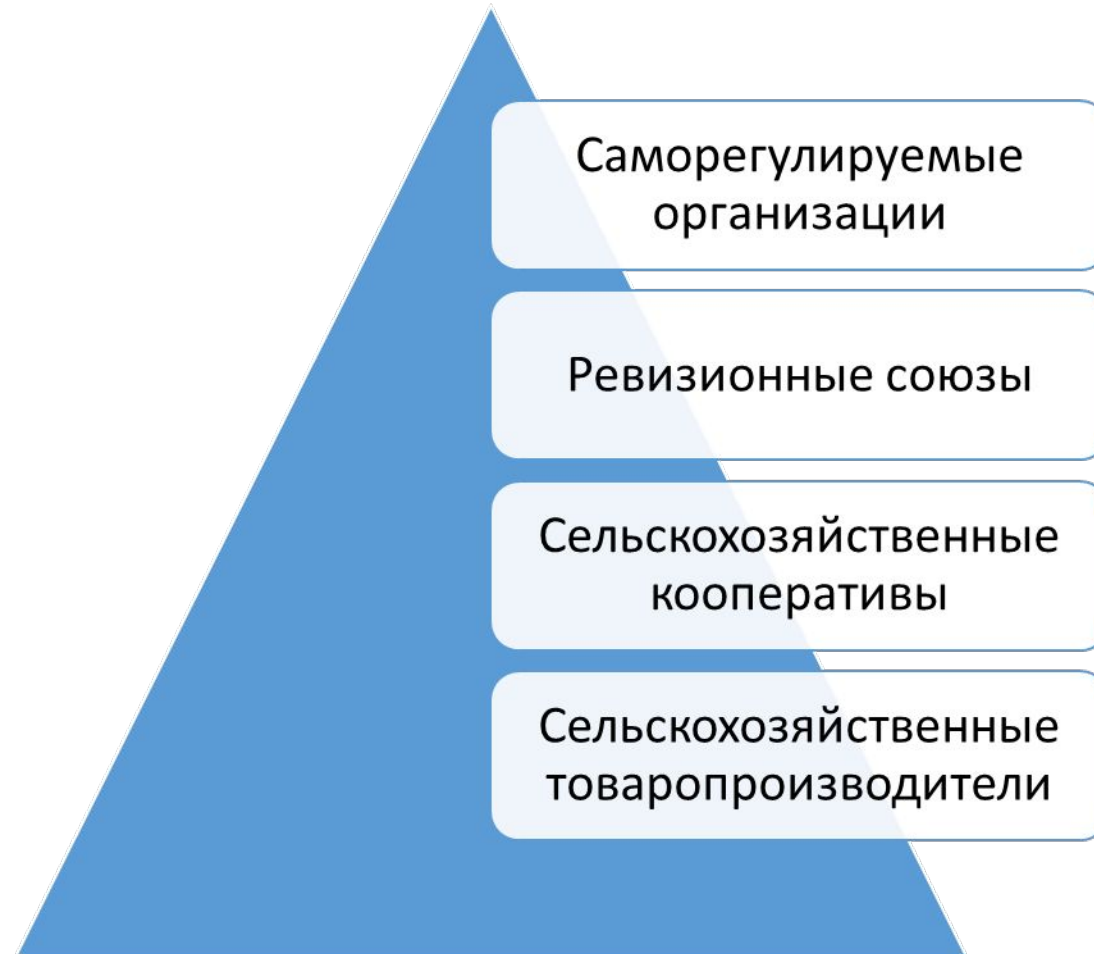 Саморегулируемые
организации
Ревизионные союзы
Сельскохозяйственные
кооперативы
Сельскохозяйственные
товаропроизводители